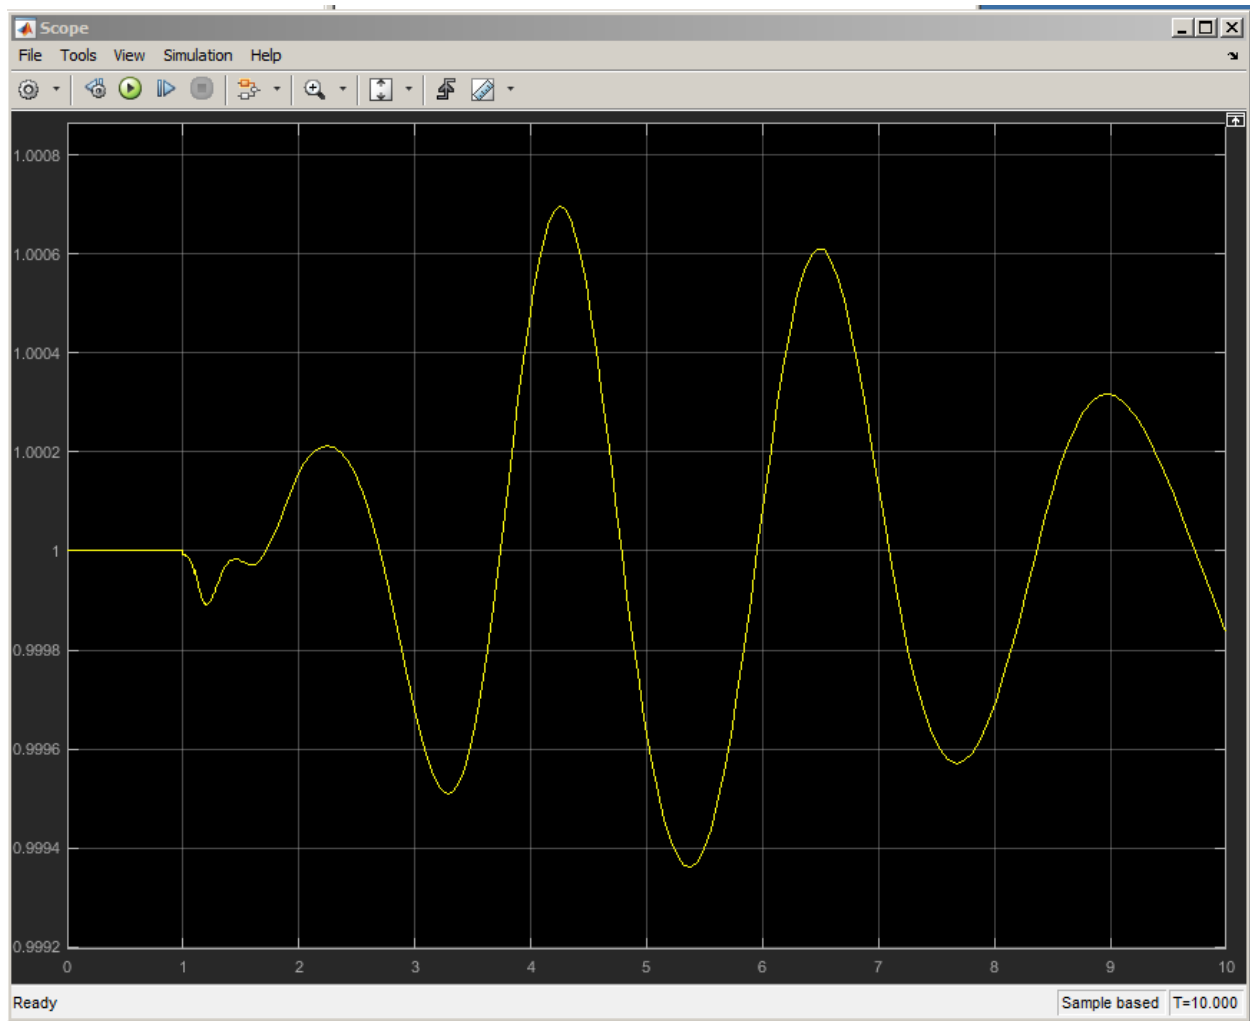 Scope
File Tools View Simulation Help
1.0008
1.0006
1.0004
1.0002
1
0.9998
0.9996
0.9994
0.9992
0 1 2 3 4 5 6 7 8 9 10
Ready Sample based T=10.000